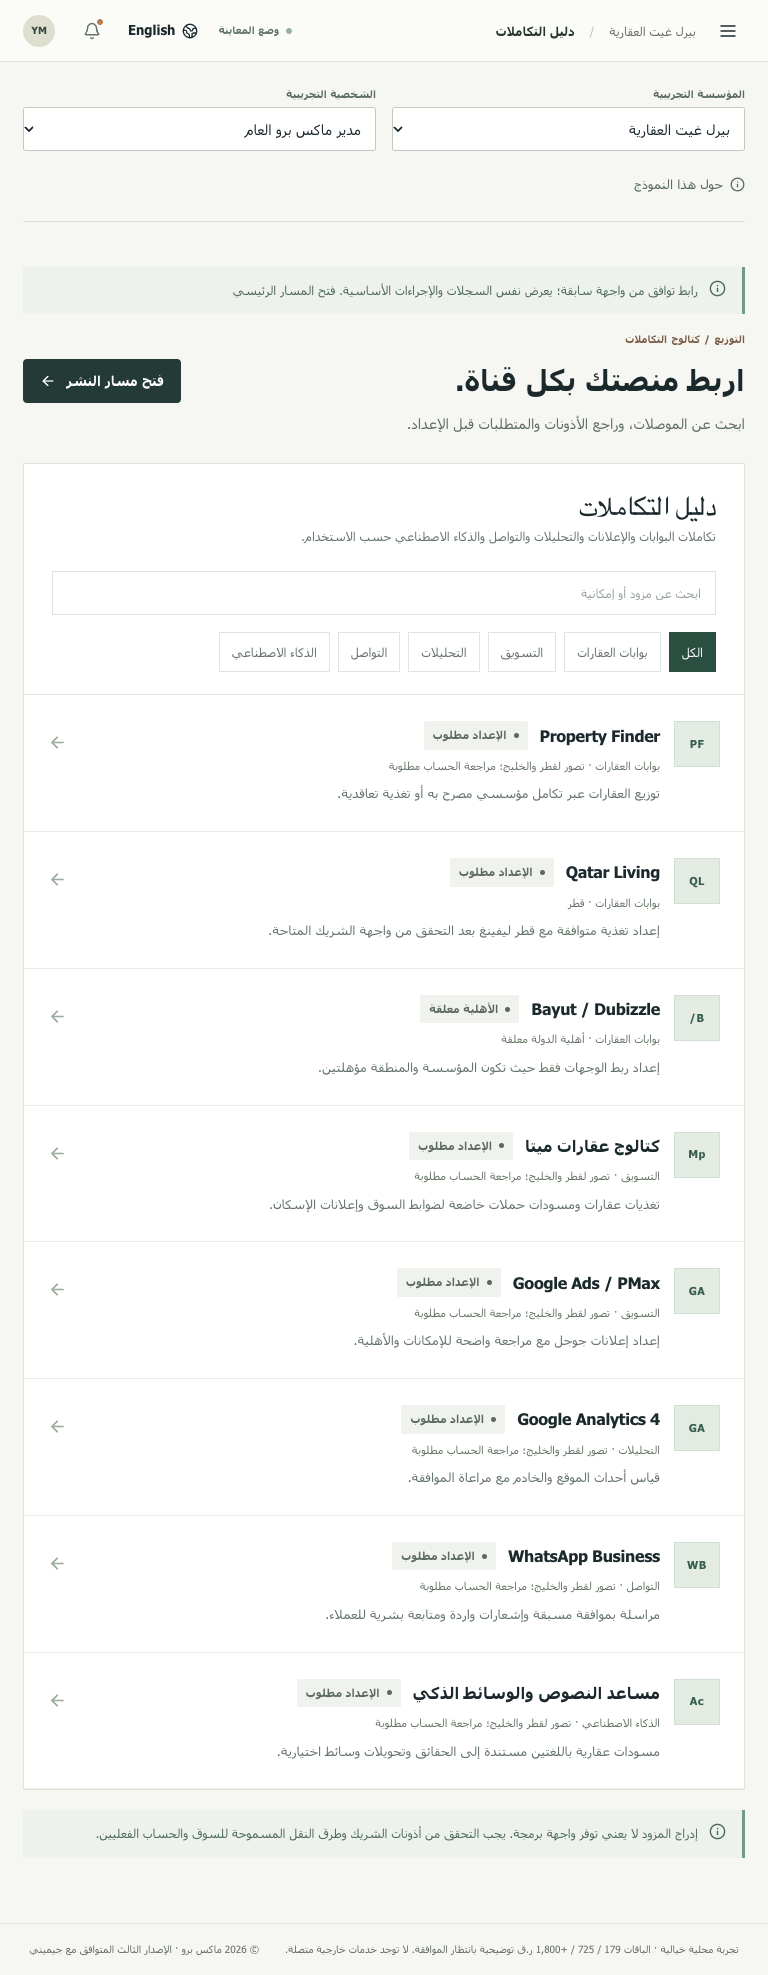 بيرل غيت العقارية / دليل التكاملات
وضع المعاينة
English
YM
المؤسسة التجريبية
بيرل غيت العقارية
الشخصية التجريبية
مدير ماكس برو العام
حول هذا النموذج
رابط توافق من واجهة سابقة؛ يعرض نفس السجلات والإجراءات الأساسية. فتح المسار الرئيسي
التوزيع / كتالوج التكاملات
اربط منصتك بكل قناة.
فتح مسار النشر
ابحث عن الموصلات، وراجع الأذونات والمتطلبات قبل الإعداد.
دليل التكاملات
تكاملات البوابات والإعلانات والتحليلات والتواصل والذكاء الاصطناعي حسب الاستخدام.
ابحث عن مزود أو إمكانية
الكل
بوابات العقارات
التسويق
التحليلات
التواصل
الذكاء الاصطناعي
PF
Property Finder
الإعداد مطلوب
بوابات العقارات · تصور لقطر والخليج؛ مراجعة الحساب مطلوبة
توزيع العقارات عبر تكامل مؤسسي مصرح به أو تغذية تعاقدية.
QL
Qatar Living
الإعداد مطلوب
بوابات العقارات · قطر
إعداد تغذية متوافقة مع قطر ليفينغ بعد التحقق من واجهة الشريك المتاحة.
B/
Bayut / Dubizzle
الأهلية معلقة
بوابات العقارات · أهلية الدولة معلقة
إعداد ربط الوجهات فقط حيث تكون المؤسسة والمنطقة مؤهلتين.
Mp
كتالوج عقارات ميتا
الإعداد مطلوب
التسويق · تصور لقطر والخليج؛ مراجعة الحساب مطلوبة
تغذيات عقارات ومسودات حملات خاضعة لضوابط السوق وإعلانات الإسكان.
GA
Google Ads / PMax
الإعداد مطلوب
التسويق · تصور لقطر والخليج؛ مراجعة الحساب مطلوبة
إعداد إعلانات جوجل مع مراجعة واضحة للإمكانات والأهلية.
GA
Google Analytics 4
الإعداد مطلوب
التحليلات · تصور لقطر والخليج؛ مراجعة الحساب مطلوبة
قياس أحداث الموقع والخادم مع مراعاة الموافقة.
WB
WhatsApp Business
الإعداد مطلوب
التواصل · تصور لقطر والخليج؛ مراجعة الحساب مطلوبة
مراسلة بموافقة مسبقة وإشعارات واردة ومتابعة بشرية للعملاء.
Ac
مساعد النصوص والوسائط الذكي
الإعداد مطلوب
الذكاء الاصطناعي · تصور لقطر والخليج؛ مراجعة الحساب مطلوبة
مسودات عقارية باللغتين مستندة إلى الحقائق وتحويلات وسائط اختيارية.
إدراج المزود لا يعني توفر واجهة برمجة. يجب التحقق من أذونات الشريك وطرق النقل المسموحة للسوق والحساب الفعليين.
تجربة محلية خيالية · الباقات 179 / 725 / +1,800 ر.ق توضيحية بانتظار الموافقة. لا توجد خدمات خارجية متصلة.
© 2026 ماكس برو · الإصدار الثالث المتوافق مع جيميني